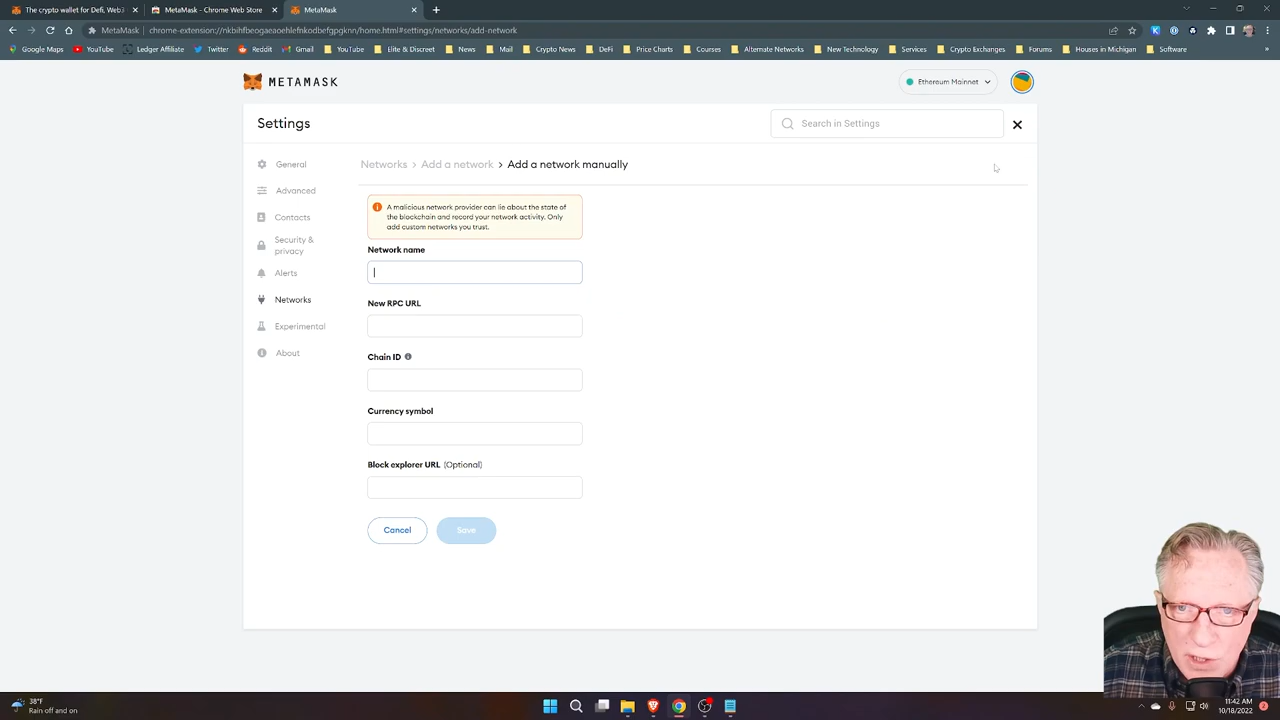 The crypto wallet for Defi, Web3
MetaMask - Chrome Web Store
MetaMask
MetaMask
chrome-extension://nkbihfbeogaeaoehlefnkodbefgpgknn/home.html#settings/networks/add-network
Google Maps
YouTube
Ledger Affiliate
Twitter
Reddit
Gmail
YouTube
Elite & Discreet
News
Mail
Crypto News
DeFi
Price Charts
Courses
Alternate Networks
New Technology
Services
Crypto Exchanges
Forums
Houses in Michigan
Software
METAMASK
Ethereum Mainnet
Settings
Search in Settings
General
Advanced
Contacts
Security &
privacy
Alerts
Networks
Experimental
About
Networks > Add a network > Add a network manually
A malicious network provider can lie about the state of
the blockchain and record your network activity. Only
add custom networks you trust.
Network name
New RPC URL
Chain ID
Currency symbol
Block explorer URL (Optional)
Cancel
Save
38°F
Rain off and on
11:42 AM
10/18/2022
2